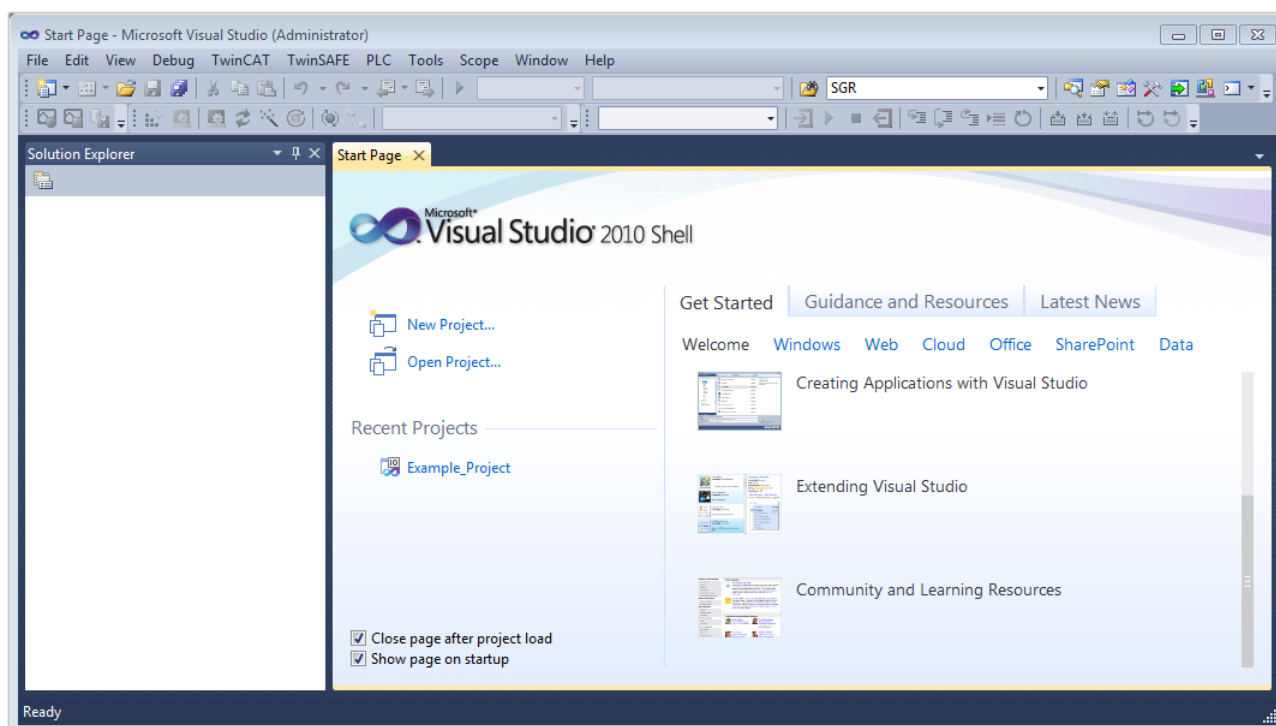 Start Page - Microsoft Visual Studio (Administrator)
File Edit View Debug TwinCAT TwinSAFE PLC Tools Scope Window Help
SGR
Solution Explorer
Start Page
Microsoft
Visual Studio 2010 Shell
Get Started Guidance and Resources Latest News
New Project...
Welcome Windows Web Cloud Office SharePoint Data
Open Project...
Creating Applications with Visual Studio
Recent Projects
Example_Project
Extending Visual Studio
Community and Learning Resources
Close page after project load
Show page on startup
Ready